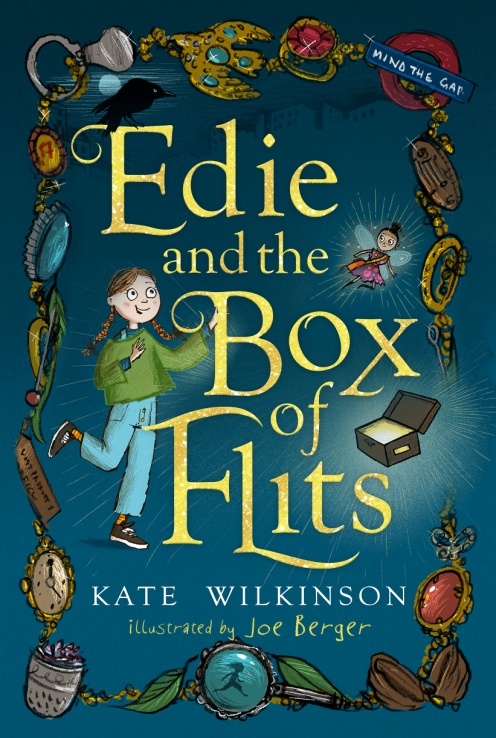 MIND THE GAP
Edie
and the
Box
of
Flits
KATE WILKINSON
illustrated by Joe Berger